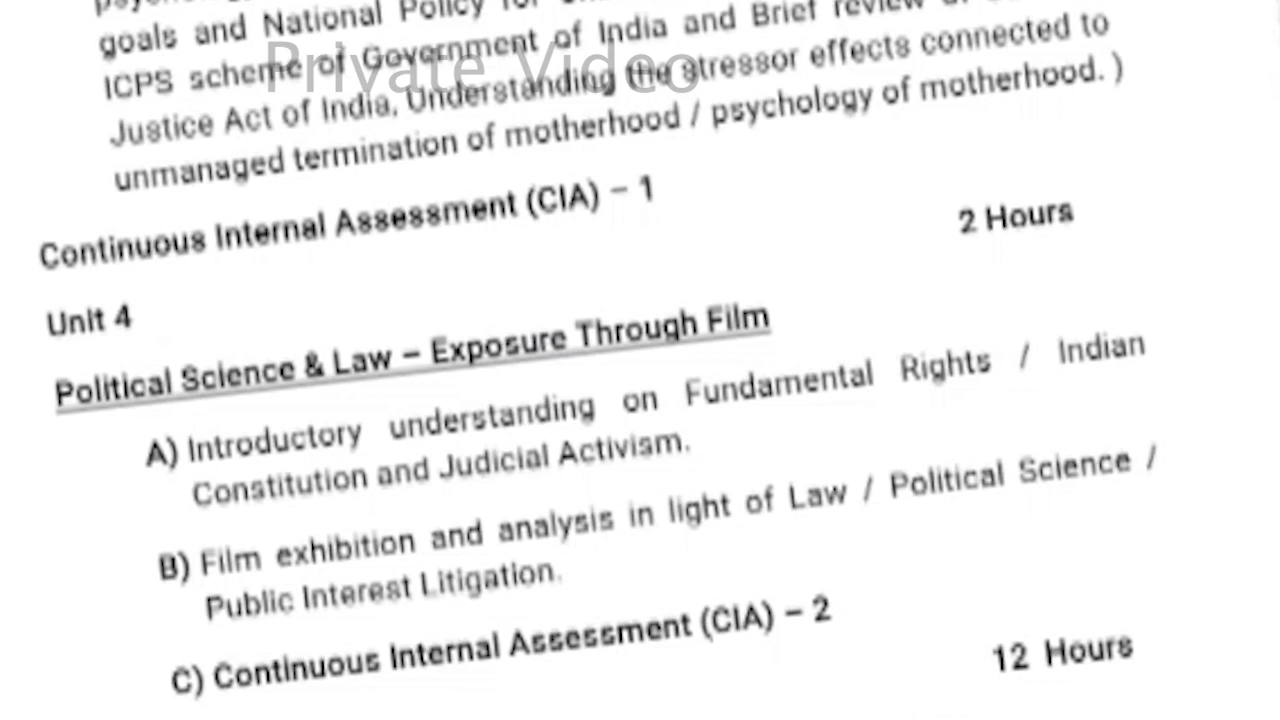 goals and National Policy for
ICPS scheme of Government of India and Brief review
Justice Act of India, Understanding the stressor effects connected to
unmanaged termination of motherhood / psychology of motherhood. )
Private Video
Continuous Internal Assessment (CIA) – 1
2 Hours
Unit 4
Political Science & Law – Exposure Through Film
A) Introductory understanding on Fundamental Rights / Indian
Constitution and Judicial Activism.
B) Film exhibition and analysis in light of Law / Political Science /
Public Interest Litigation.
C) Continuous Internal Assessment (CIA) – 2
12 Hours